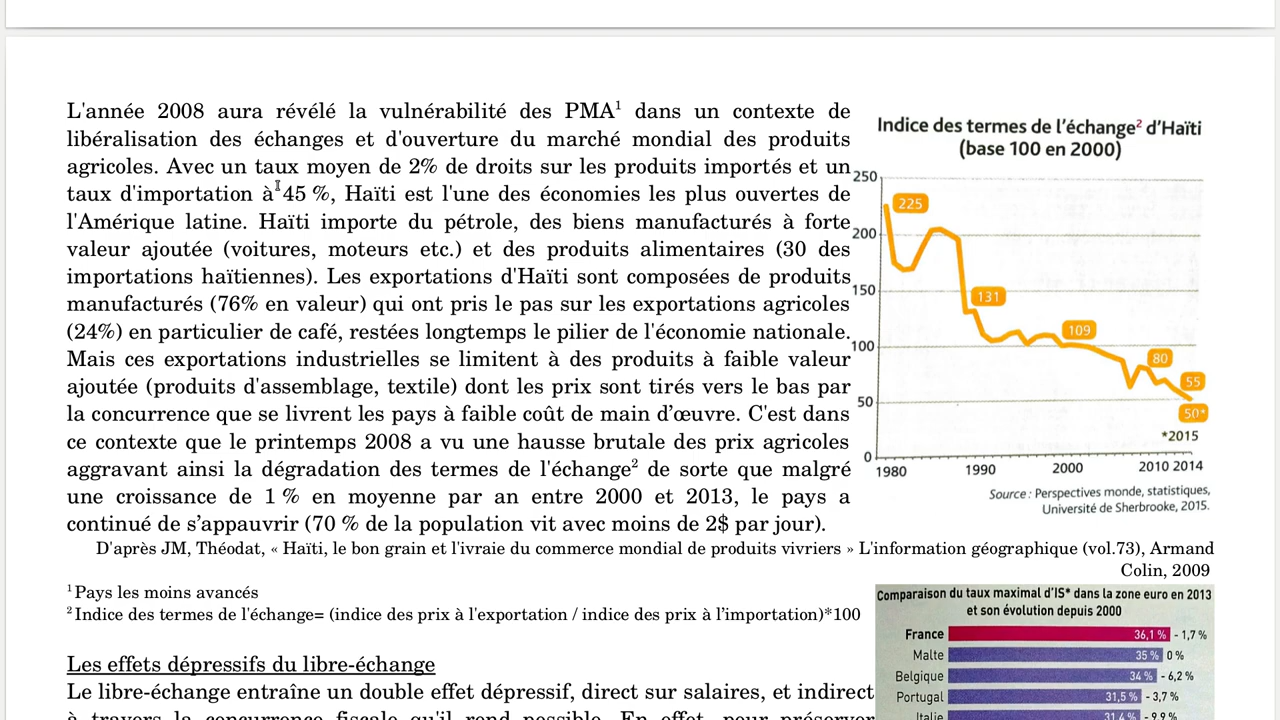 L'année 2008 aura révélé la vulnérabilité des PMA¹ dans un contexte de
libéralisation des échanges et d'ouverture du marché mondial des produits
agricoles. Avec un taux moyen de 2% de droits sur les produits importés et un
taux d'importation à 45 %, Haïti est l'une des économies les plus ouvertes de
l'Amérique latine. Haïti importe du pétrole, des biens manufacturés à forte
valeur ajoutée (voitures, moteurs etc.) et des produits alimentaires (30 des
importations haïtiennes). Les exportations d'Haïti sont composées de produits
manufacturés (76% en valeur) qui ont pris le pas sur les exportations agricoles
(24%) en particulier de café, restées longtemps le pilier de l'économie nationale.
Mais ces exportations industrielles se limitent à des produits à faible valeur
ajoutée (produits d'assemblage, textile) dont les prix sont tirés vers le bas par
la concurrence que se livrent les pays à faible coût de main d’œuvre. C'est dans
ce contexte que le printemps 2008 a vu une hausse brutale des prix agricoles
aggravant ainsi la dégradation des termes de l'échange² de sorte que malgré
une croissance de 1 % en moyenne par an entre 2000 et 2013, le pays a
continué de s’appauvrir (70 % de la population vit avec moins de 2$ par jour).
Indice des termes de l’échange² d’Haïti
(base 100 en 2000)
250
200
150
100
50
0
225
131
109
80
55
50*
*2015
1980
1990
2000
2010 2014
Source : Perspectives monde, statistiques,
Université de Sherbrooke, 2015.
D'après JM, Théodat, « Haïti, le bon grain et l'ivraie du commerce mondial de produits vivriers » L'information géographique (vol.73), Armand
Colin, 2009
¹ Pays les moins avancés
² Indice des termes de l'échange= (indice des prix à l'exportation / indice des prix à l’importation)*100
Les effets dépressifs du libre-échange
Le libre-échange entraîne un double effet dépressif, direct sur salaires, et indirect
à travers la concurrence fiscale qu'il rend possible. En effet, pour préserver
Comparaison du taux maximal d’IS* dans la zone euro en 2013
et son évolution depuis 2000
France 36,1 % - 1,7 %
Malte 35 % 0 %
Belgique 34 % - 6,2 %
Portugal 31,5 % - 3,7 %
Italie 31,4 % - 9,9 %